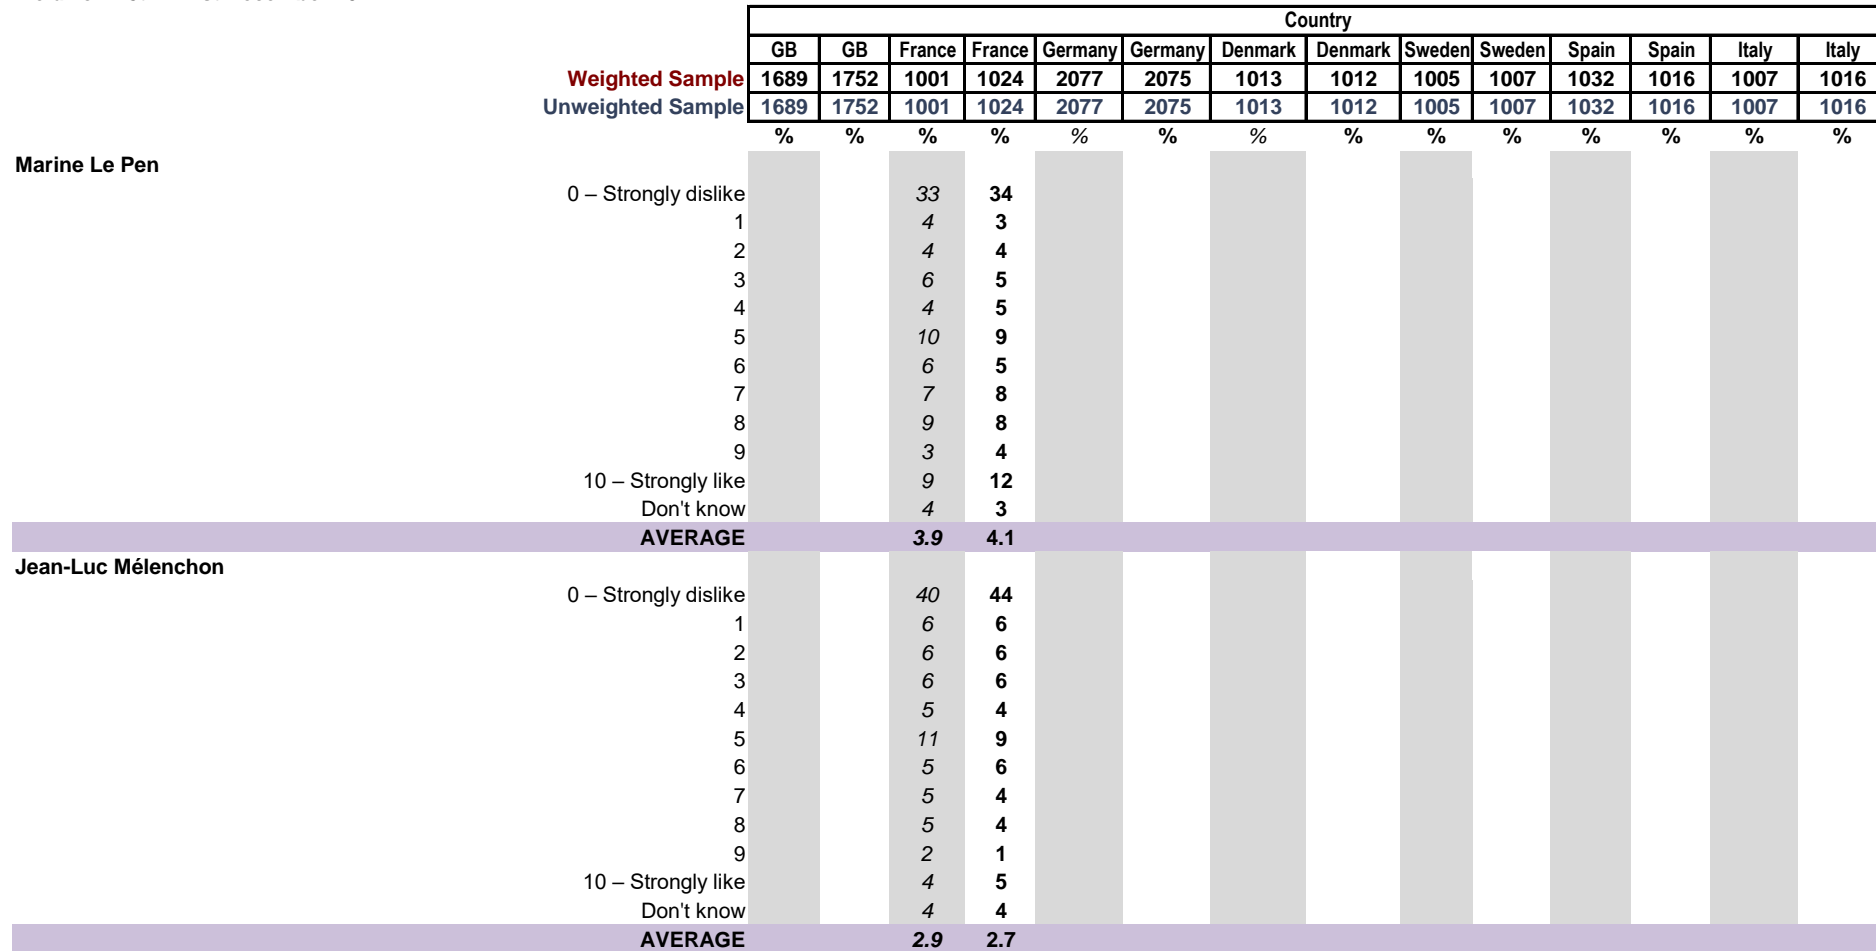 Country
GB GB France France Germany Germany Denmark Denmark Sweden Sweden Spain Spain Italy Italy
Weighted Sample 1689 1752 1001 1024 2077 2075 1013 1012 1005 1007 1032 1016 1007 1016
Unweighted Sample 1689 1752 1001 1024 2077 2075 1013 1012 1005 1007 1032 1016 1007 1016
% % % % % % % % % % % % % %
Marine Le Pen
0 – Strongly dislike 33 34
1 4 3
2 4 4
3 6 5
4 4 5
5 10 9
6 6 5
7 7 8
8 9 8
9 3 4
10 – Strongly like 9 12
Don't know 4 3
AVERAGE 3.9 4.1
Jean-Luc Mélenchon
0 – Strongly dislike 40 44
1 6 6
2 6 6
3 6 6
4 5 4
5 11 9
6 5 6
7 5 4
8 5 4
9 2 1
10 – Strongly like 4 5
Don't know 4 4
AVERAGE 2.9 2.7